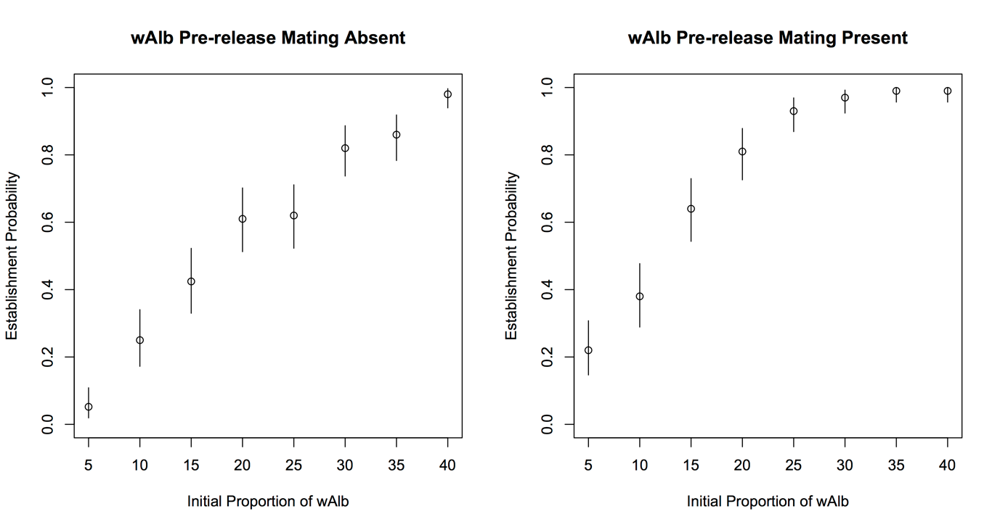 wAlb Pre-release Mating Absent
Establishment Probability
1.0
0.8
0.6
0.4
0.2
0.0
5 10 15 20 25 30 35 40
Initial Proportion of wAlb
wAlb Pre-release Mating Present
Establishment Probability
1.0
0.8
0.6
0.4
0.2
0.0
5 10 15 20 25 30 35 40
Initial Proportion of wAlb